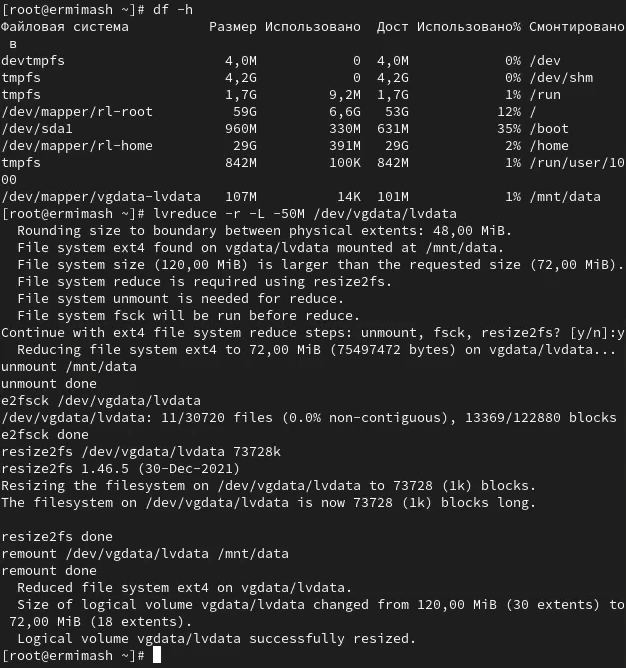 [root@ermimash ~]# df -h
Файловая система       Размер Использовано  Дост Использовано% Смонтировано
 в
devtmpfs                 4,0M            0  4,0M            0% /dev
tmpfs                    4,2G            0  4,2G            0% /dev/shm
tmpfs                    1,7G         9,2M  1,7G            1% /run
/dev/mapper/rl-root       59G         6,6G   53G           12% /
/dev/sda1                960M         330M  631M           35% /boot
/dev/mapper/rl-home       29G         391M   29G            2% /home
tmpfs                    842M         100K  842M            1% /run/user/10
00
/dev/mapper/vgdata-lvdata  107M          14K  101M            1% /mnt/data
[root@ermimash ~]# lvreduce -r -L -50M /dev/vgdata/lvdata
  Rounding size to boundary between physical extents: 48,00 MiB.
  File system ext4 found on vgdata/lvdata mounted at /mnt/data.
  File system size (120,00 MiB) is larger than the requested size (72,00 MiB).
  File system reduce is required using resize2fs.
  File system unmount is needed for reduce.
  File system fsck will be run before reduce.
Continue with ext4 file system reduce steps: unmount, fsck, resize2fs? [y/n]:y
  Reducing file system ext4 to 72,00 MiB (75497472 bytes) on vgdata/lvdata...
unmount /mnt/data
unmount done
e2fsck /dev/vgdata/lvdata
/dev/vgdata/lvdata: 11/30720 files (0.0% non-contiguous), 13369/122880 blocks
e2fsck done
resize2fs /dev/vgdata/lvdata 73728k
resize2fs 1.46.5 (30-Dec-2021)
Resizing the filesystem on /dev/vgdata/lvdata to 73728 (1k) blocks.
The filesystem on /dev/vgdata/lvdata is now 73728 (1k) blocks long.

resize2fs done
remount /dev/vgdata/lvdata /mnt/data
remount done
  Reduced file system ext4 on vgdata/lvdata.
  Size of logical volume vgdata/lvdata changed from 120,00 MiB (30 extents) to
 72,00 MiB (18 extents).
  Logical volume vgdata/lvdata successfully resized.
[root@ermimash ~]#